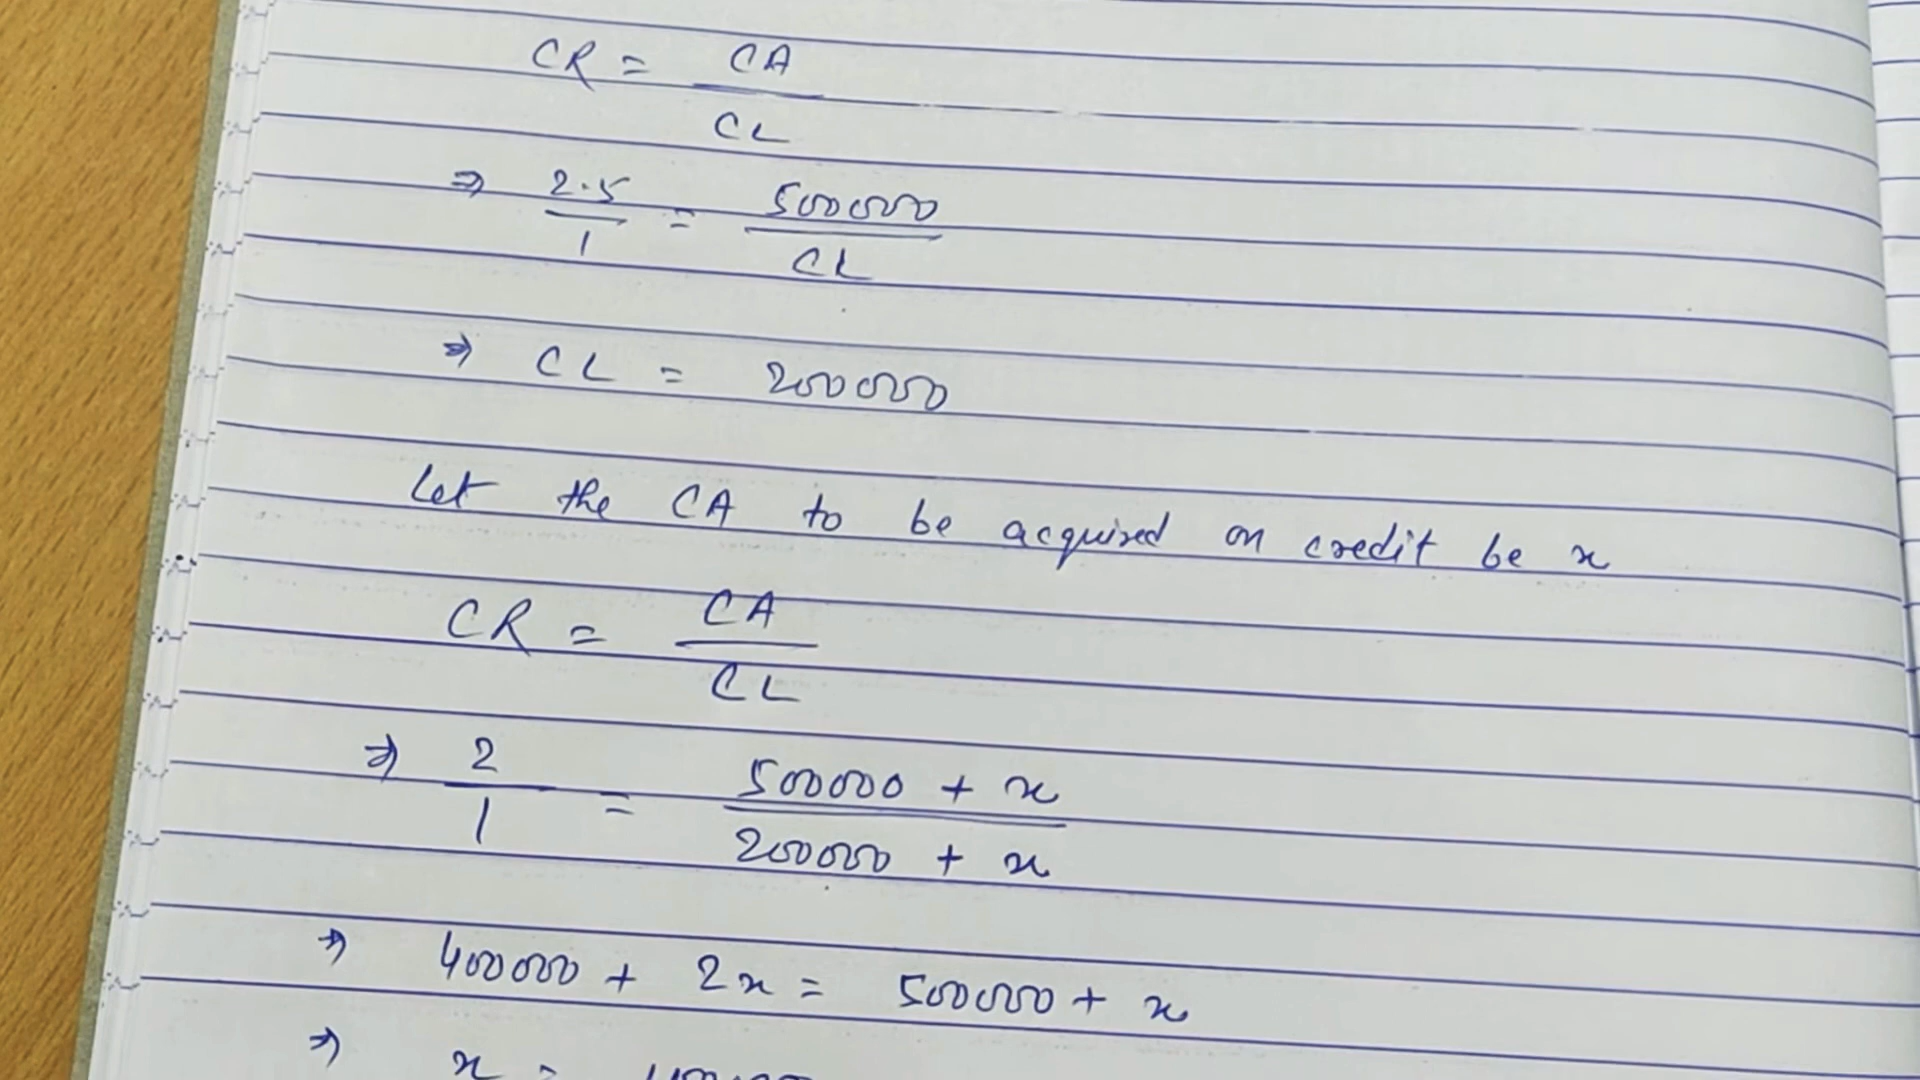 CR = CA / CL
⇒ 2.5 / 1 = 500000 / CL
⇒ CL = 200000
Let the CA to be acquired on credit be x
CR = CA / CL
⇒ 2 / 1 = 500000 + x / 200000 + x
⇒ 400000 + 2x = 500000 + x
⇒ x =